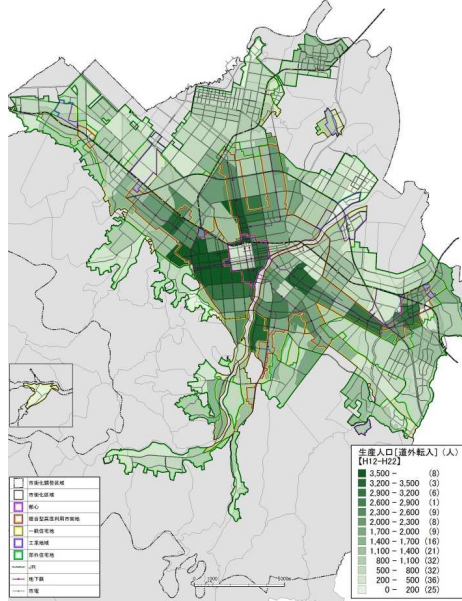 生産人口[道外転入](人)
【H12-H22】
3,500 - (8)
3,200 - 3,500 (3)
2,900 - 3,200 (6)
2,600 - 2,900 (1)
2,300 - 2,600 (9)
2,000 - 2,300 (8)
1,700 - 2,000 (9)
1,400 - 1,700 (16)
1,100 - 1,400 (21)
800 - 1,100 (32)
500 - 800 (32)
200 - 500 (36)
0 - 200 (25)
市街化調整区域
市街化区域
都心
複合型高度利用市街地
一般住宅地
工業地域
郊外住宅地
JR
地下鉄
市電